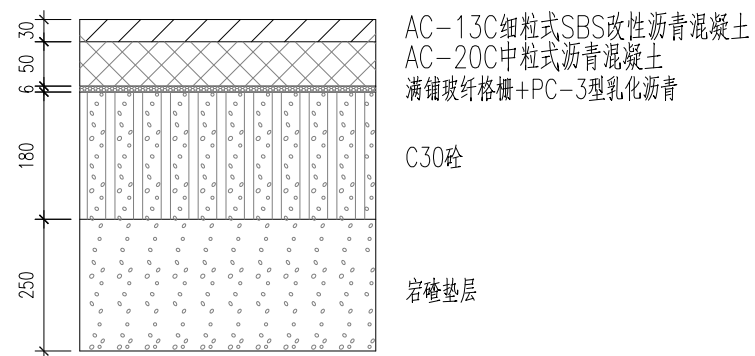 30
AC-13C细粒式SBS改性沥青混凝土
50
AC-20C中粒式沥青混凝土
6
满铺玻纤格栅+PC-3型乳化沥青
180
C30砼
250
宕碴垫层